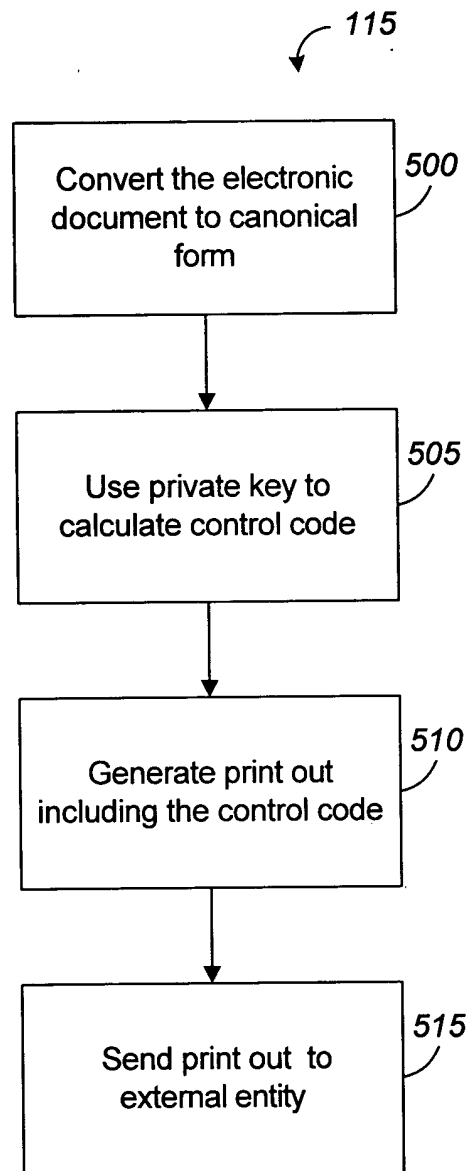 115
Convert the electronic
document to canonical
form
500
Use private key to
calculate control code
505
Generate print out
including the control code
510
Send print out to
external entity
515